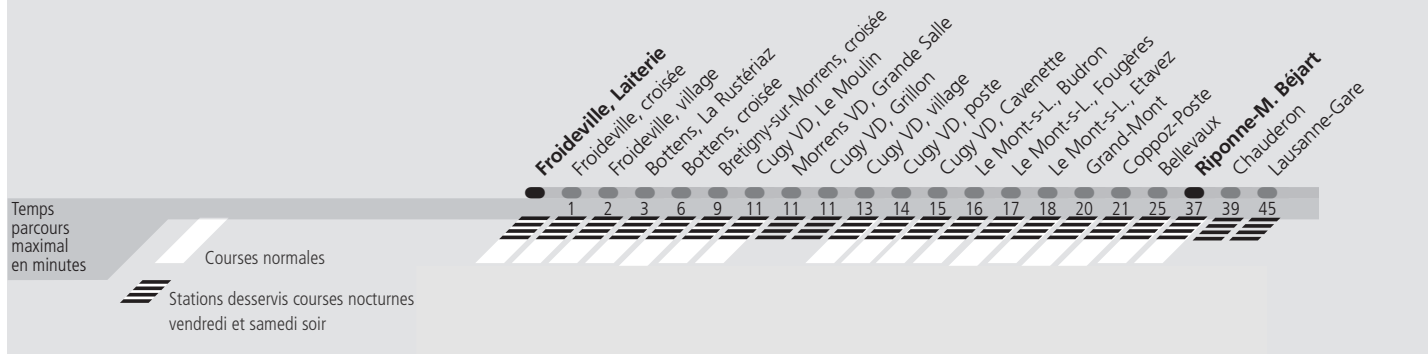 Froideville, Laiterie
Froideville, croisée
Froideville, village
Bottens, La Rustériaz
Bottens, croisée
Bretigny-sur-Morrens, croisée
Cugy VD, Le Moulin
Morrens VD, Grande Salle
Cugy VD, Grillon
Cugy VD, village
Cugy VD, poste
Cugy VD, Cavenette
Le Mont-s-L., Budron
Le Mont-s-L., Fougères
Le Mont-s-L., Etavez
Grand-Mont
Coppoz-Poste
Bellevaux
Riponne-M. Béjart
Chauderon
Lausanne-Gare
1 2 3 6 9 11 11 11 13 14 15 16 17 18 20 21 25 37 39 45
Temps
parcours
maximal
en minutes
Courses normales
Stations desservis courses nocturnes
vendredi et samedi soir